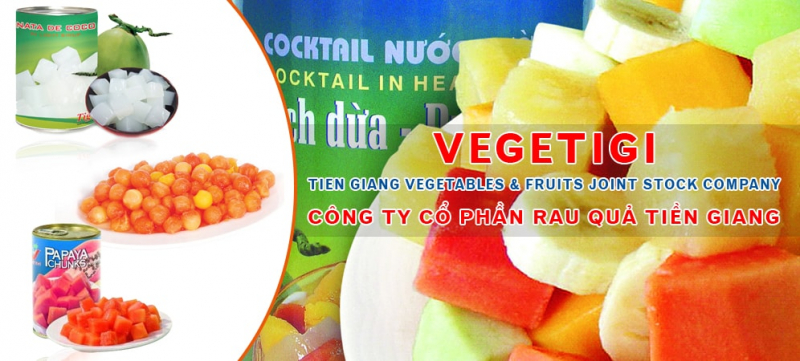 NATA DE COCO
PAPAYA
CHUNKS
COCKTAIL NƯỚC
COCKTAIL IN HEA
ch dừa -
VEGETIGI
TIEN GIANG VEGETABLES & FRUITS JOINT STOCK COMPANY
CÔNG TY CỔ PHẦN RAU QUẢ TIỀN GIANG